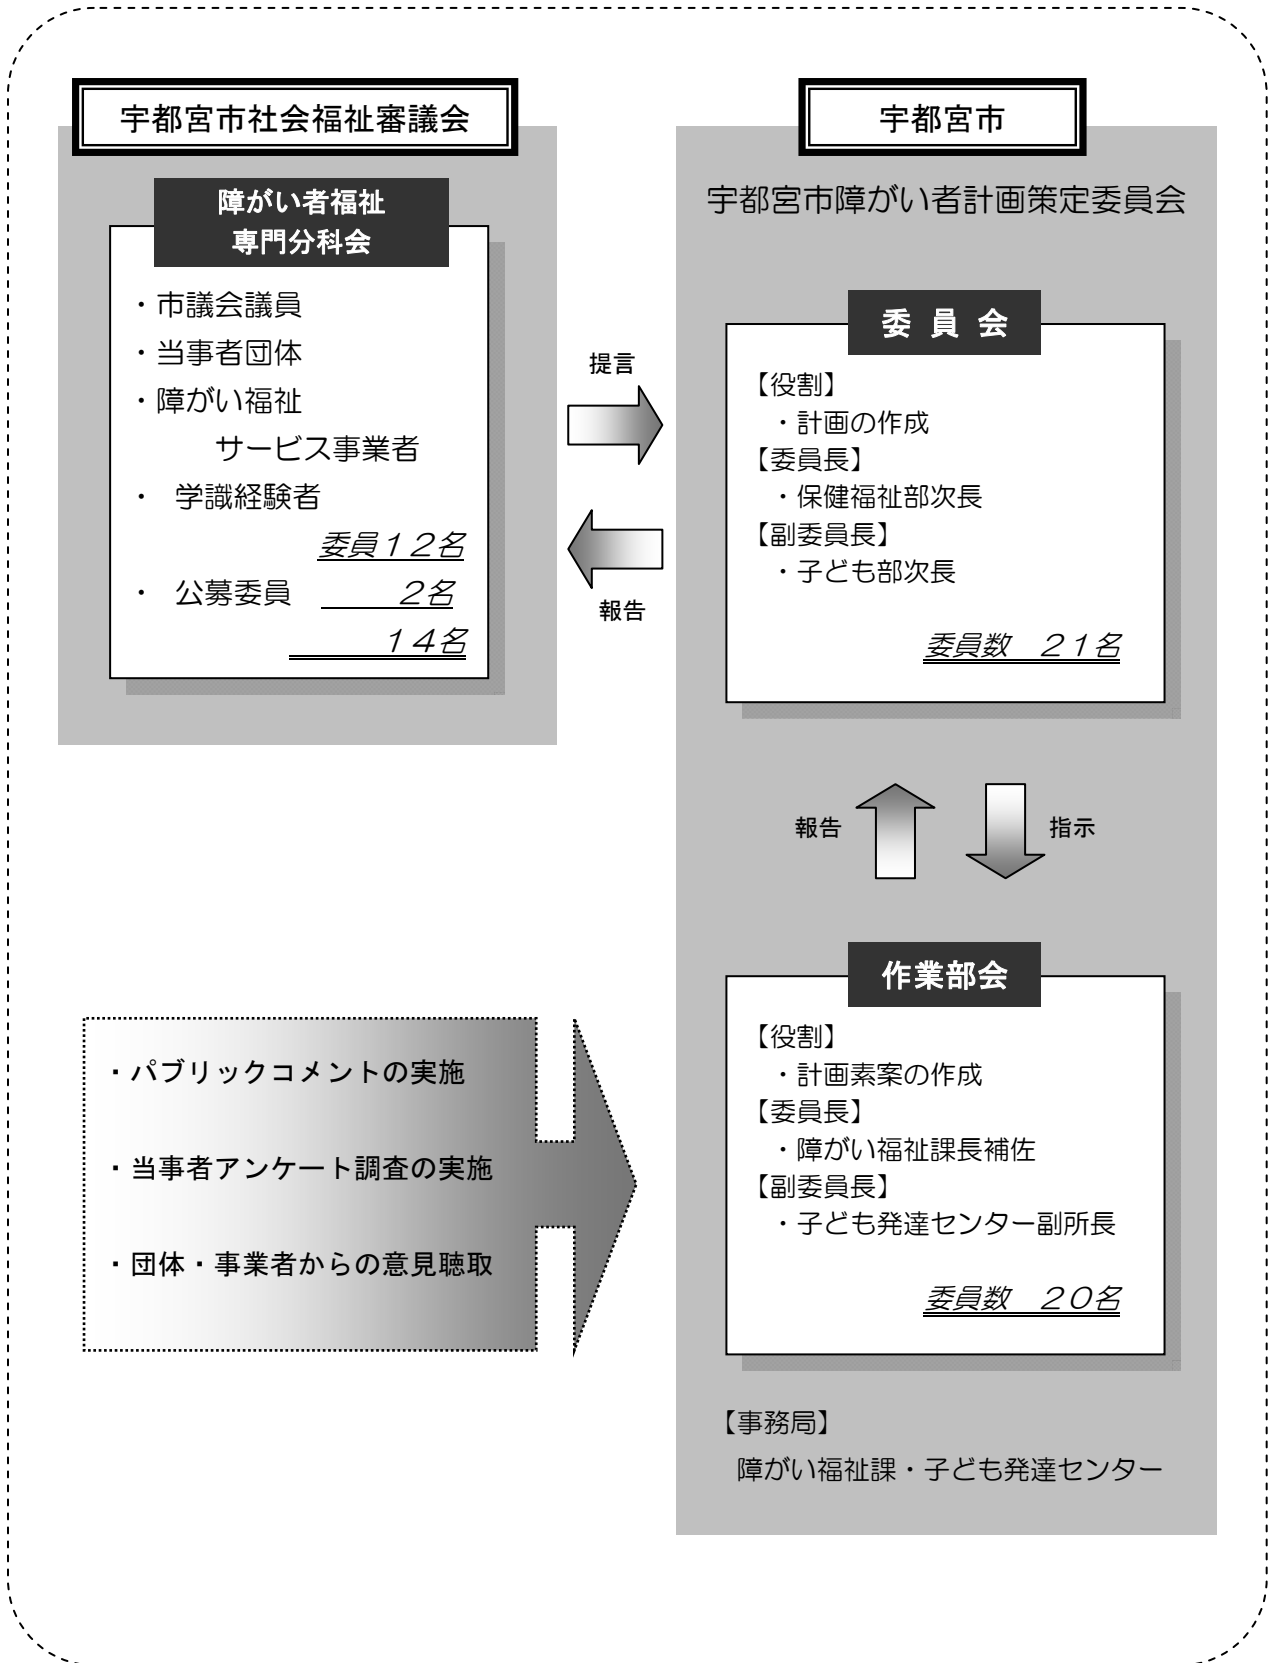 宇都宮市社会福祉審議会
障がい者福祉
専門分科会
・市議会議員
・当事者団体
・障がい福祉
サービス事業者
・ 学識経験者
委員12名
・ 公募委員 2名
14名
提言
報告
宇都宮市
宇都宮市障がい者計画策定委員会
委 員 会
【役割】
・計画の作成
【委員長】
・保健福祉部次長
【副委員長】
・子ども部次長
委員数 21名
報告
指示
作業部会
【役割】
・計画素案の作成
【委員長】
・障がい福祉課長補佐
【副委員長】
・子ども発達センター副所長
委員数 20名
【事務局】
障がい福祉課・子ども発達センター
・パブリックコメントの実施
・当事者アンケート調査の実施
・団体・事業者からの意見聴取